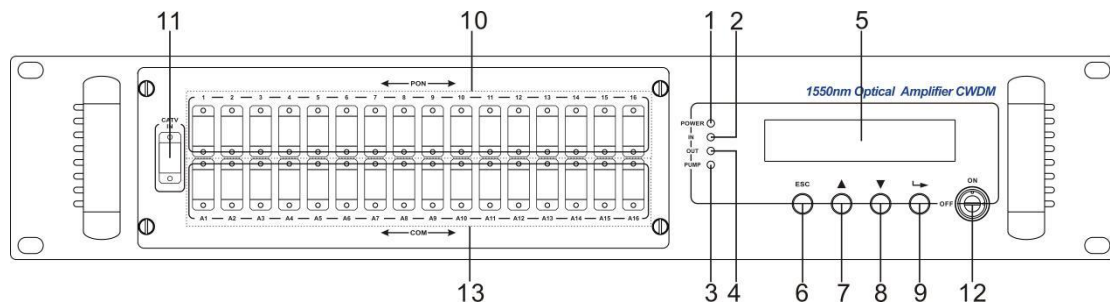 11 10 1 2 5
PON
1 2 3 4 5 6 7 8 9 10 11 12 13 14 15 16
CATV
IN
1550nm Optical Amplifier CWDM
POWER
IN
OUT
PUMP
ESC ▲ ▼ ON
OFF
A1 A2 A3 A4 A5 A6 A7 A8 A9 A10 A11 A12 A13 A14 A15 A16
COM
13 3 4 6 7 8 9 12